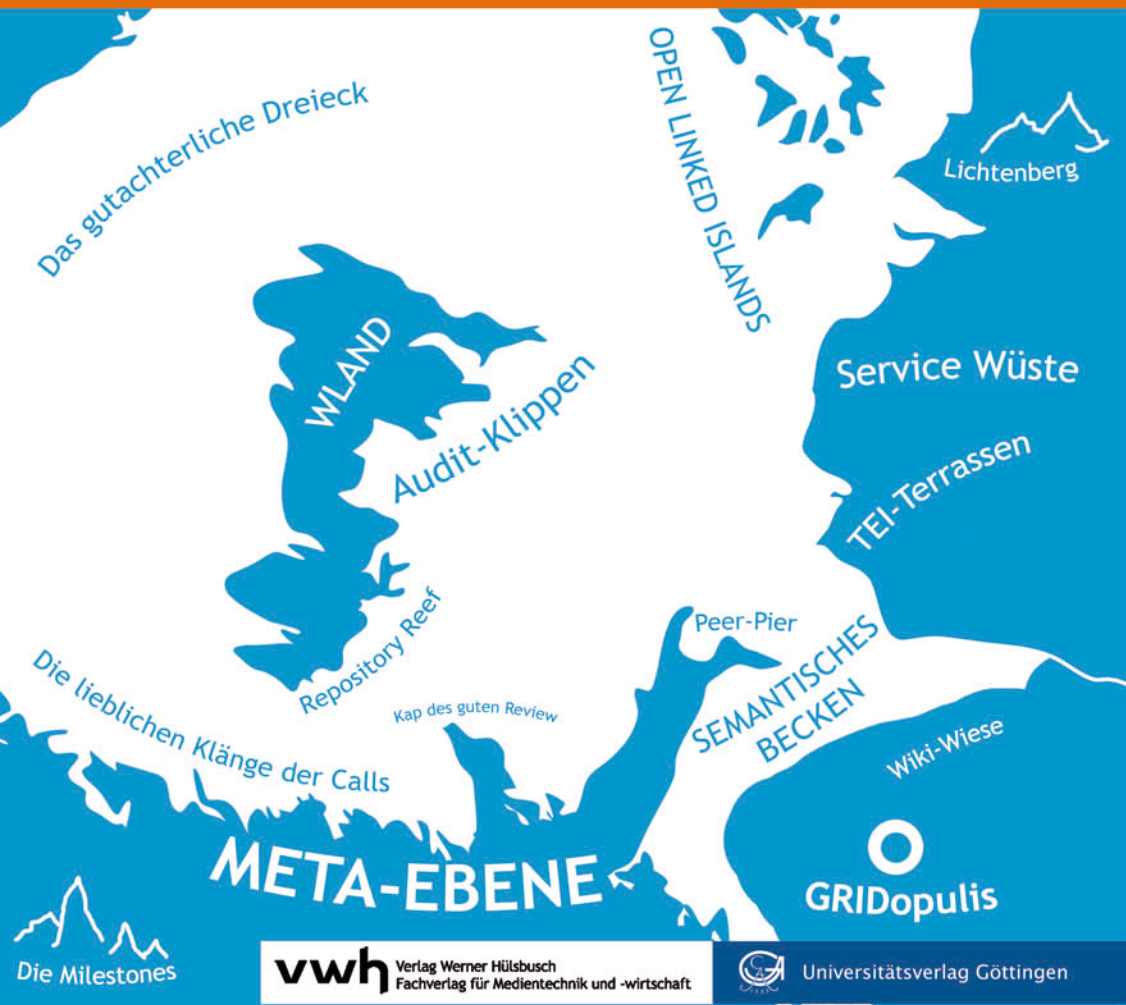 Das gutachterliche Dreieck
OPEN LINKED ISLANDS
Lichtenberg
WLAND
Audit-Klippen
Service Wüste
TEI-Terrassen
Repository Reef
Peer-Pier
SEMANTISCHES
BECKEN
Die lieblichen Klänge der Calls
Kap des guten Review
Wiki-Wiese
META-EBENE
GRIDopulis
Die Milestones
vwh
Verlag Werner Hülsbusch
Fachverlag für Medientechnik und -wirtschaft
Universitätsverlag Göttingen